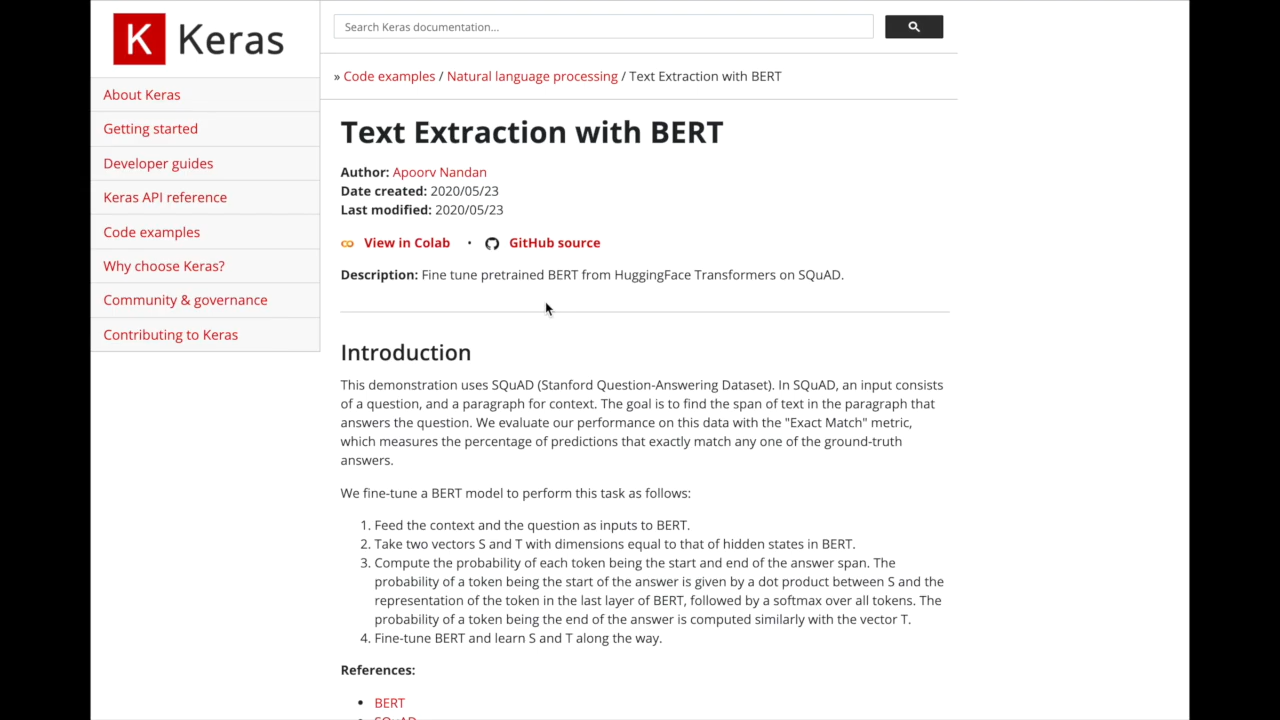 K Keras
About Keras
Getting started
Developer guides
Keras API reference
Code examples
Why choose Keras?
Community & governance
Contributing to Keras
Search Keras documentation...
» Code examples / Natural language processing / Text Extraction with BERT
Text Extraction with BERT
Author: Apoorv Nandan
Date created: 2020/05/23
Last modified: 2020/05/23
View in Colab • GitHub source
Description: Fine tune pretrained BERT from HuggingFace Transformers on SQuAD.
Introduction
This demonstration uses SQuAD (Stanford Question-Answering Dataset). In SQuAD, an input consists
of a question, and a paragraph for context. The goal is to find the span of text in the paragraph that
answers the question. We evaluate our performance on this data with the "Exact Match" metric,
which measures the percentage of predictions that exactly match any one of the ground-truth
answers.
We fine-tune a BERT model to perform this task as follows:
1. Feed the context and the question as inputs to BERT.
2. Take two vectors S and T with dimensions equal to that of hidden states in BERT.
3. Compute the probability of each token being the start and end of the answer span. The
probability of a token being the start of the answer is given by a dot product between S and the
representation of the token in the last layer of BERT, followed by a softmax over all tokens. The
probability of a token being the end of the answer is computed similarly with the vector T.
4. Fine-tune BERT and learn S and T along the way.
References:
• BERT
SQuAD